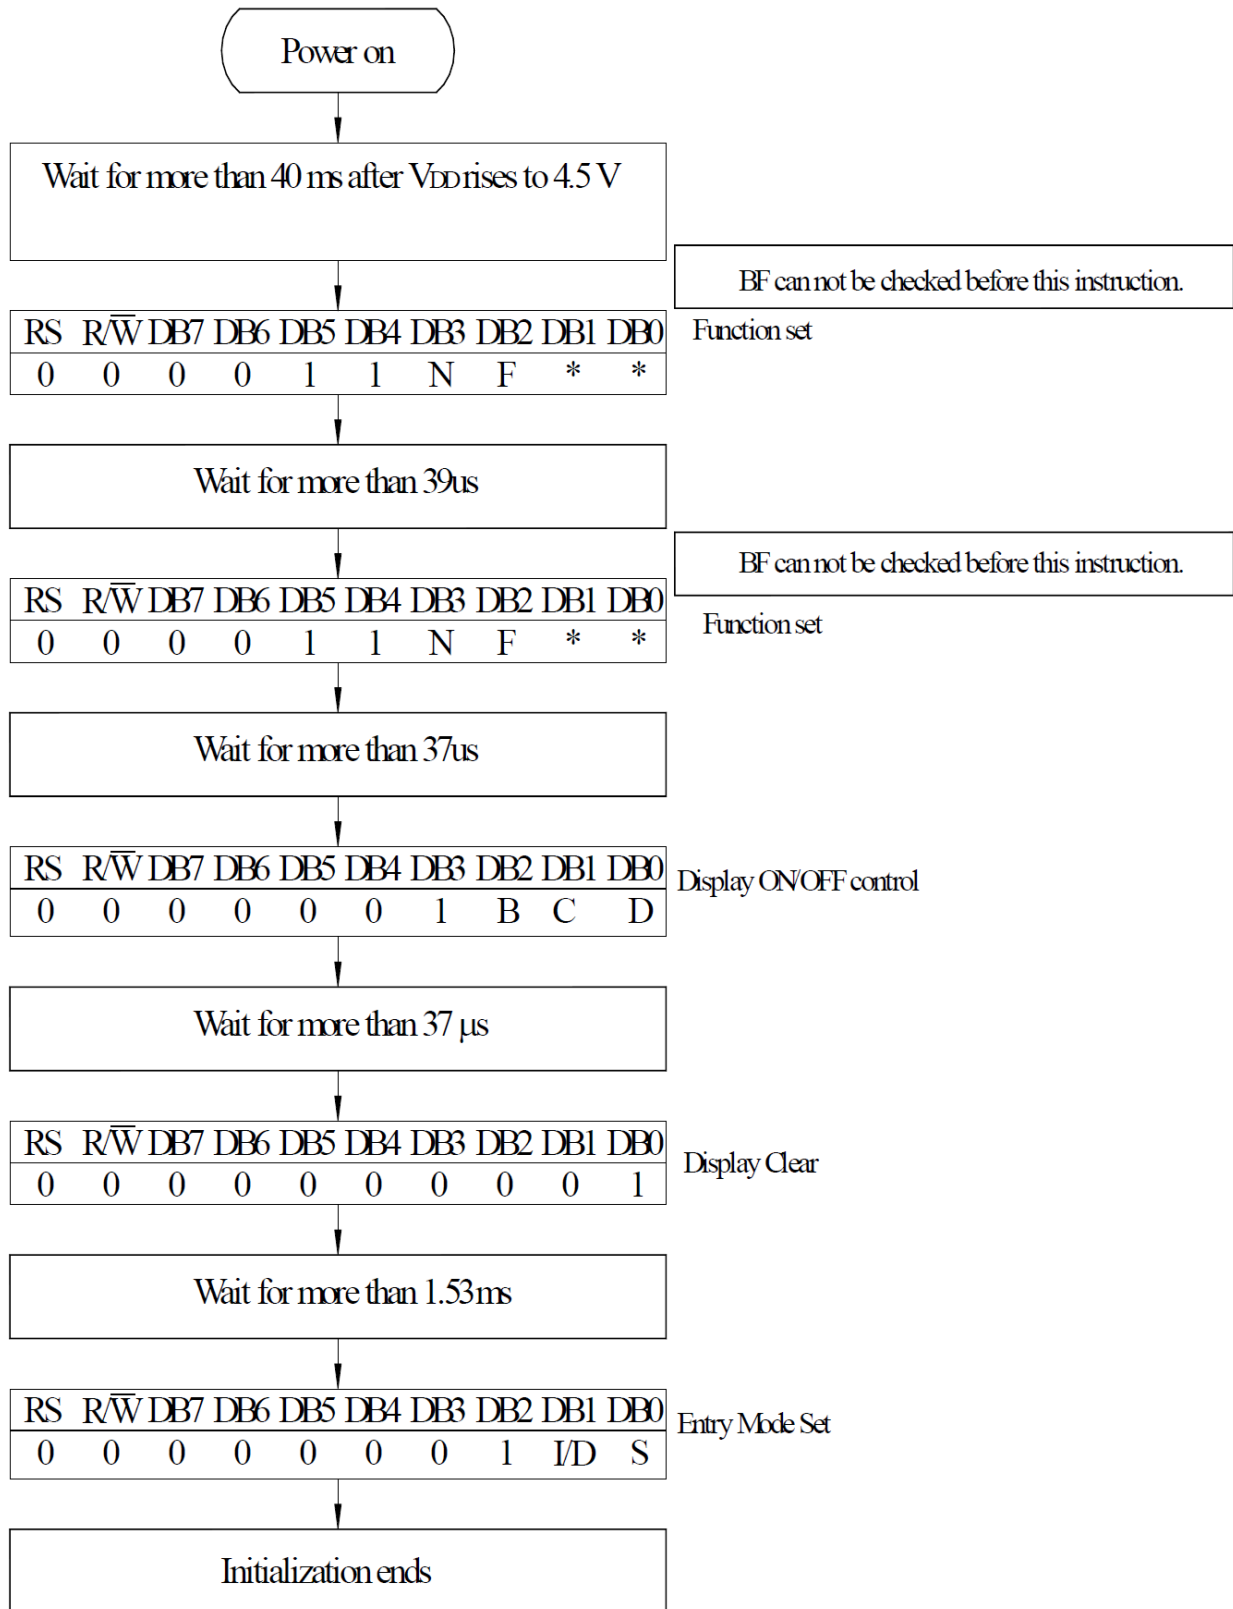 Power on
Wait for more than 40 ms after VDD rises to 4.5 V
BF can not be checked before this instruction.
RS R/W̅ DB7 DB6 DB5 DB4 DB3 DB2 DB1 DB0
Function set
0 0 0 0 1 1 N F * *
Wait for more than 39us
BF can not be checked before this instruction.
RS R/W̅ DB7 DB6 DB5 DB4 DB3 DB2 DB1 DB0
Function set
0 0 0 0 1 1 N F * *
Wait for more than 37us
RS R/W̅ DB7 DB6 DB5 DB4 DB3 DB2 DB1 DB0
Display ON/OFF control
0 0 0 0 0 0 1 B C D
Wait for more than 37 μs
RS R/W̅ DB7 DB6 DB5 DB4 DB3 DB2 DB1 DB0
Display Clear
0 0 0 0 0 0 0 0 0 1
Wait for more than 1.53ms
RS R/W̅ DB7 DB6 DB5 DB4 DB3 DB2 DB1 DB0
Entry Mode Set
0 0 0 0 0 0 0 1 I/D S
Initialization ends